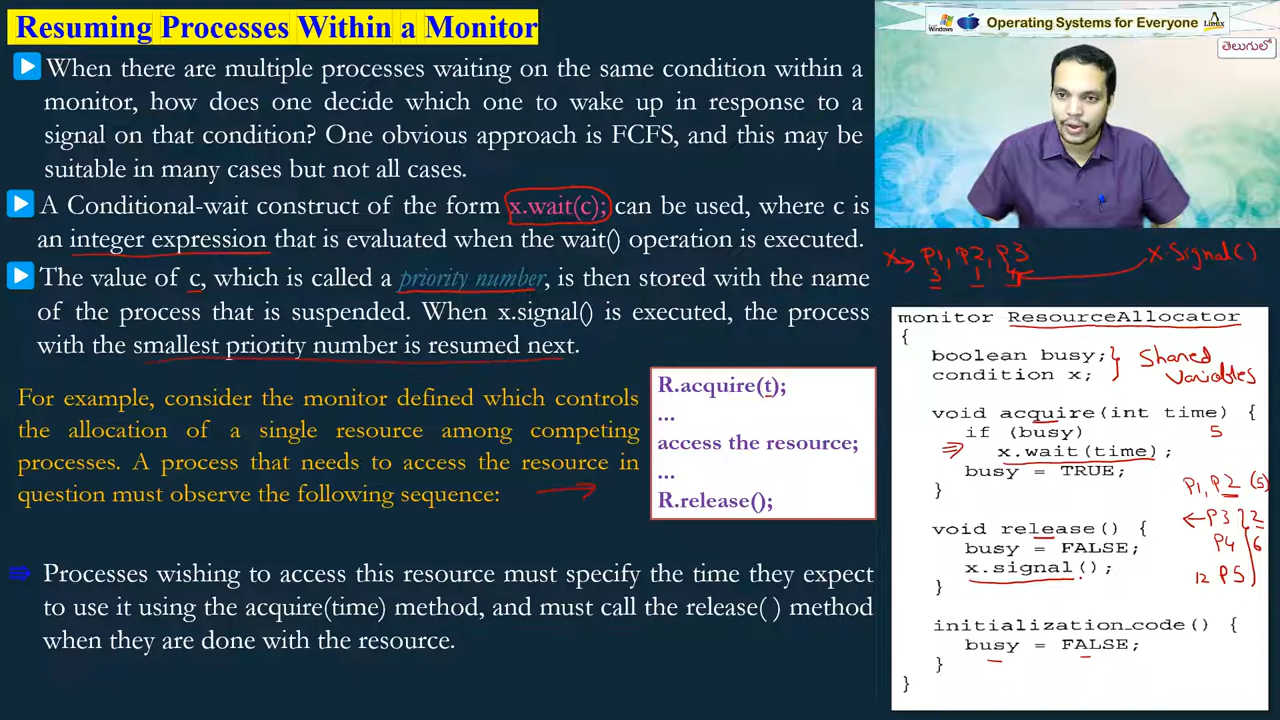 Resuming Processes Within a Monitor
When there are multiple processes waiting on the same condition within a
monitor, how does one decide which one to wake up in response to a
signal on that condition? One obvious approach is FCFS, and this may be
suitable in many cases but not all cases.
A Conditional-wait construct of the form x.wait(c); can be used, where c is
an integer expression that is evaluated when the wait() operation is executed.
The value of c, which is called a priority number, is then stored with the name
of the process that is suspended. When x.signal() is executed, the process
with the smallest priority number is resumed next.
For example, consider the monitor defined which controls
the allocation of a single resource among competing
processes. A process that needs to access the resource in
question must observe the following sequence:
R.acquire(t);
...
access the resource;
...
R.release();
Processes wishing to access this resource must specify the time they expect
to use it using the acquire(time) method, and must call the release( ) method
when they are done with the resource.
Windows
Operating Systems for Everyone
Linux
తెలుగులో
x→ P1, P2, P3
3 1 4
x.Signal()
monitor ResourceAllocator
{
boolean busy;
condition x;
Shared
Variables
void acquire(int time) {
if (busy)
5
x.wait(time);
busy = TRUE;
}
P1, P2 (5)
void release() {
←P3 2
busy = FALSE;
P4 6
x.signal();
12 P5
}
initialization_code() {
busy = FALSE;
}
}